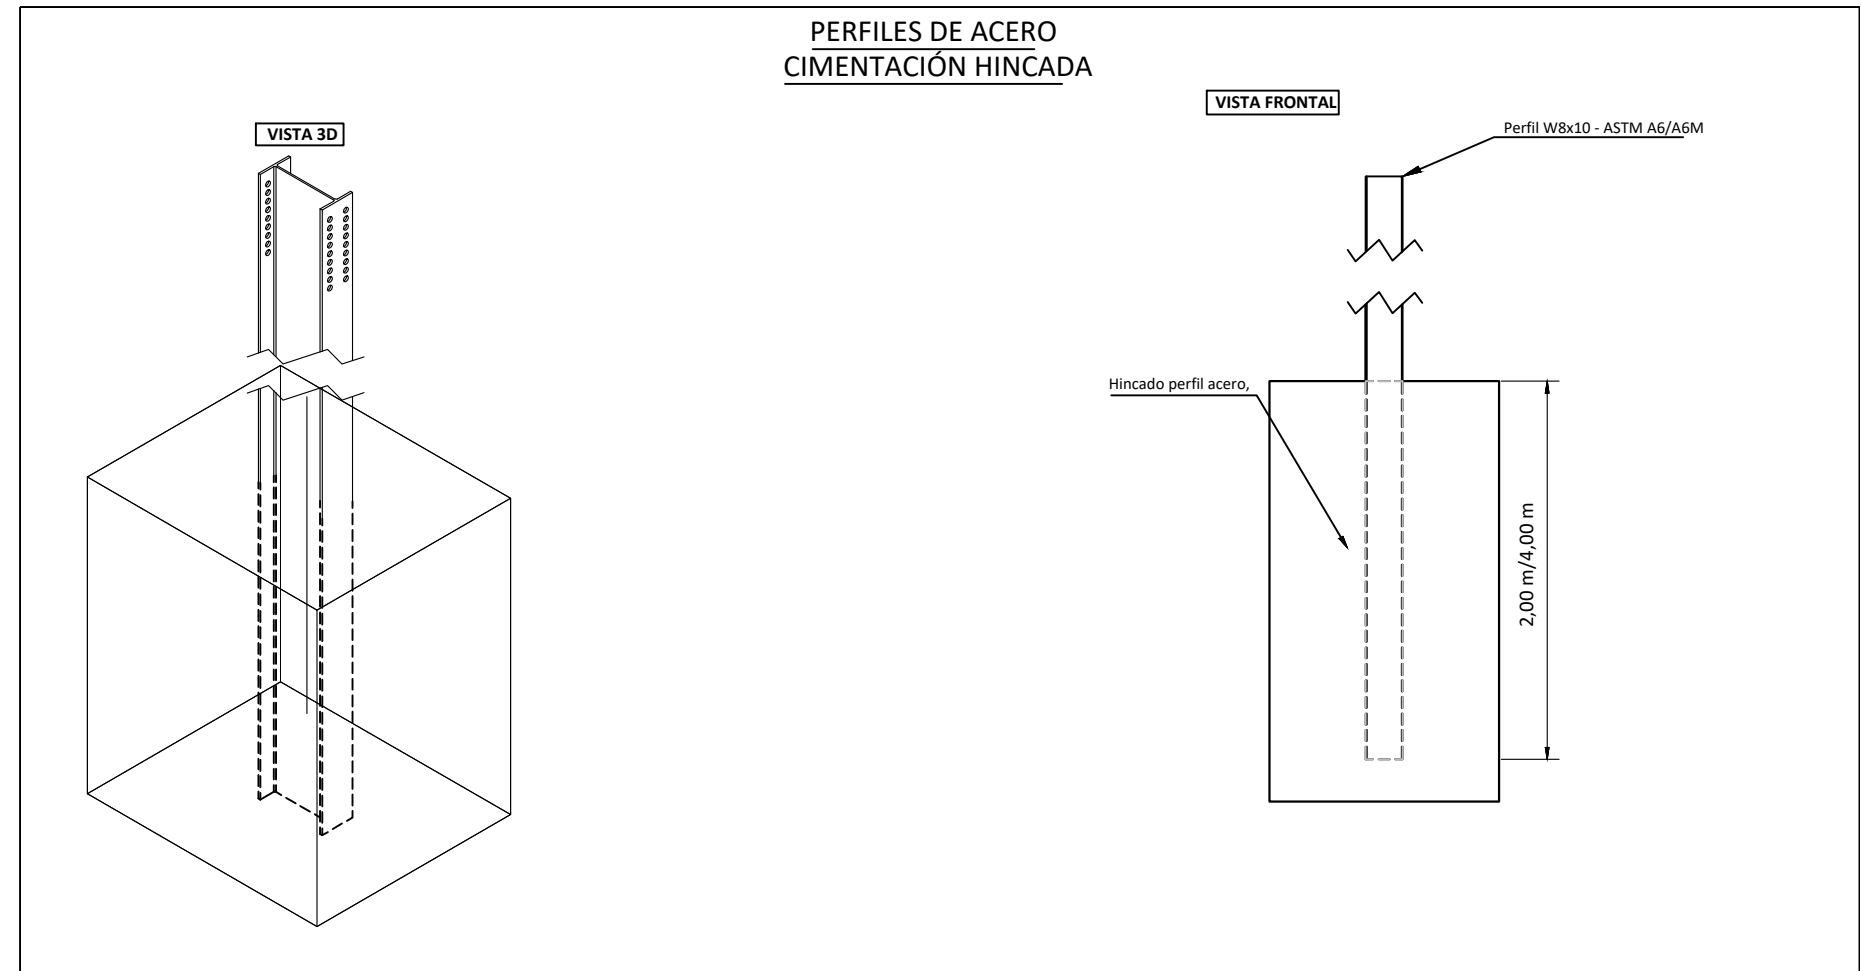 PERFILES DE ACERO
CIMENTACIÓN HINCADA
VISTA 3D
VISTA FRONTAL
Perfil W8x10 - ASTM A6/A6M
Hincado perfil acero,
2,00 m/4,00 m